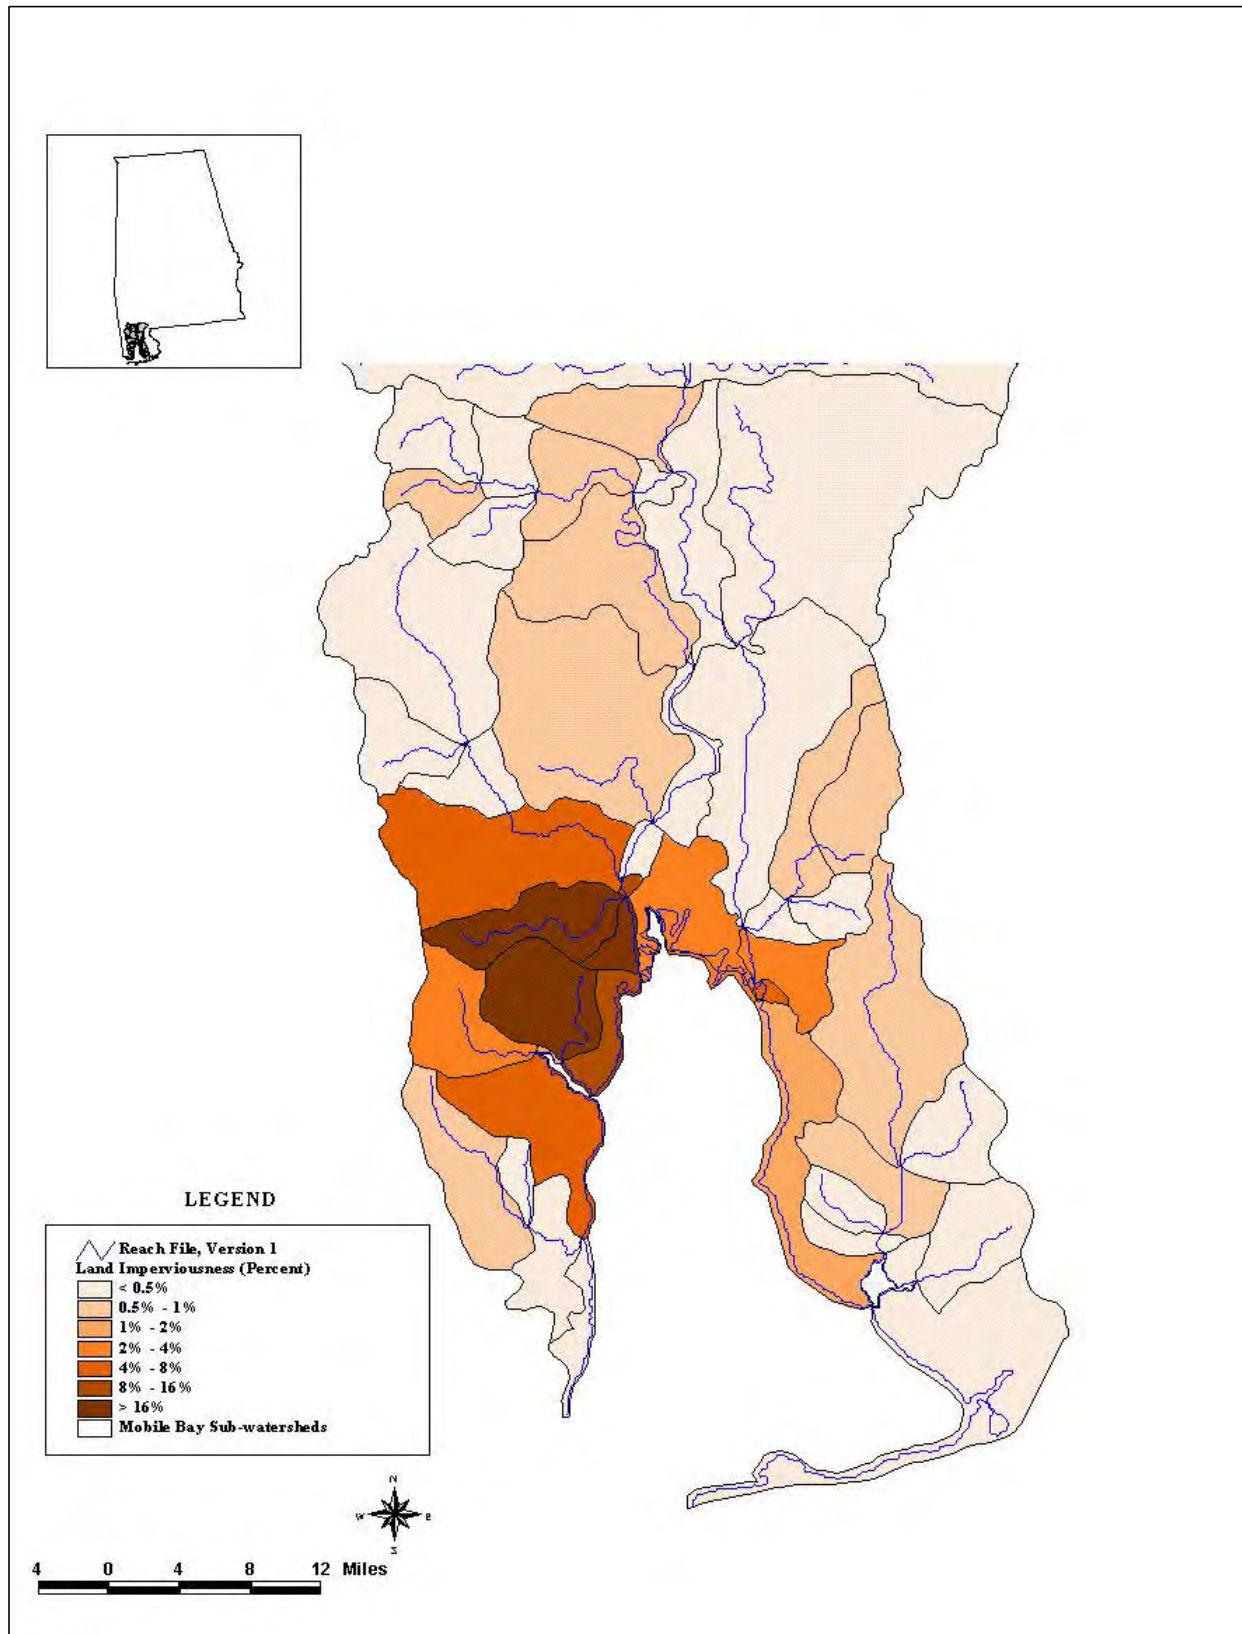 LEGEND
Reach File, Version 1
Land Imperviousness (Percent)
< 0.5%
0.5% - 1%
1% - 2%
2% - 4%
4% - 8%
8% - 16%
> 16%
Mobile Bay Sub-watersheds
N
W E
S
4 0 4 8 12 Miles